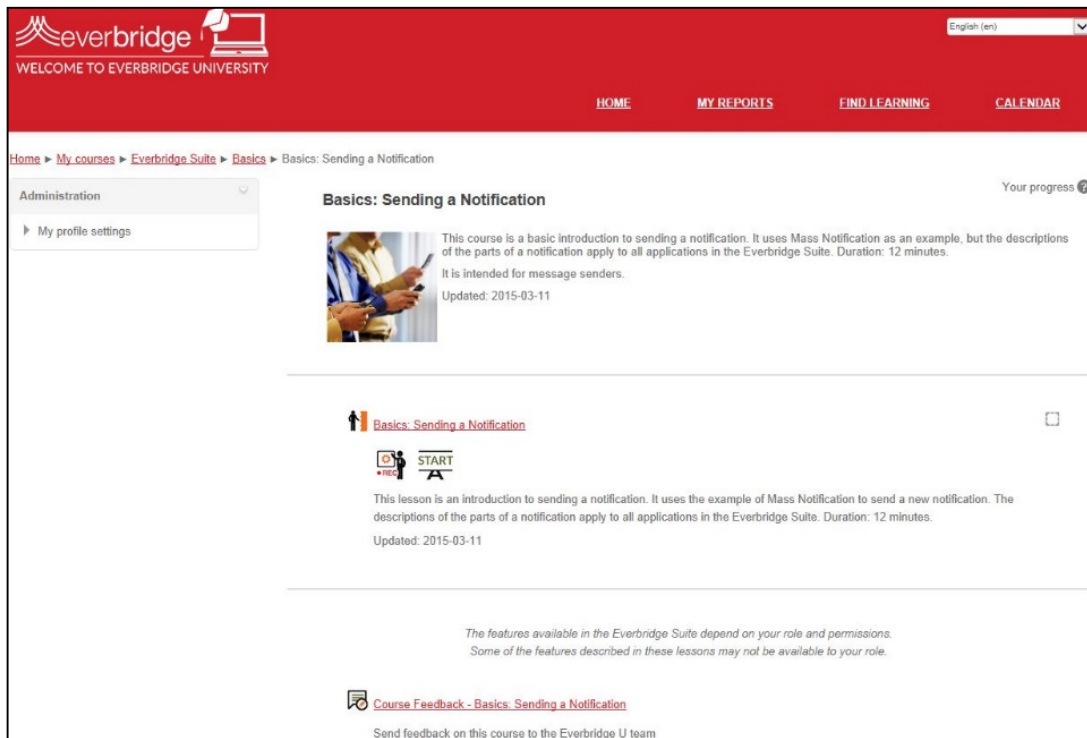 everbridge
WELCOME TO EVERBRIDGE UNIVERSITY
English (en)
HOME MY REPORTS FIND LEARNING CALENDAR
Home ► My courses ► Everbridge Suite ► Basics ► Basics: Sending a Notification
Administration
My profile settings
Your progress
Basics: Sending a Notification
This course is a basic introduction to sending a notification. It uses Mass Notification as an example, but the descriptions
of the parts of a notification apply to all applications in the Everbridge Suite. Duration: 12 minutes.
It is intended for message senders.
Updated: 2015-03-11
Basics: Sending a Notification
REC START
This lesson is an introduction to sending a notification. It uses the example of Mass Notification to send a new notification. The
descriptions of the parts of a notification apply to all applications in the Everbridge Suite. Duration: 12 minutes.
Updated: 2015-03-11
The features available in the Everbridge Suite depend on your role and permissions.
Some of the features described in these lessons may not be available to your role.
Course Feedback - Basics: Sending a Notification
Send feedback on this course to the Everbridge U team